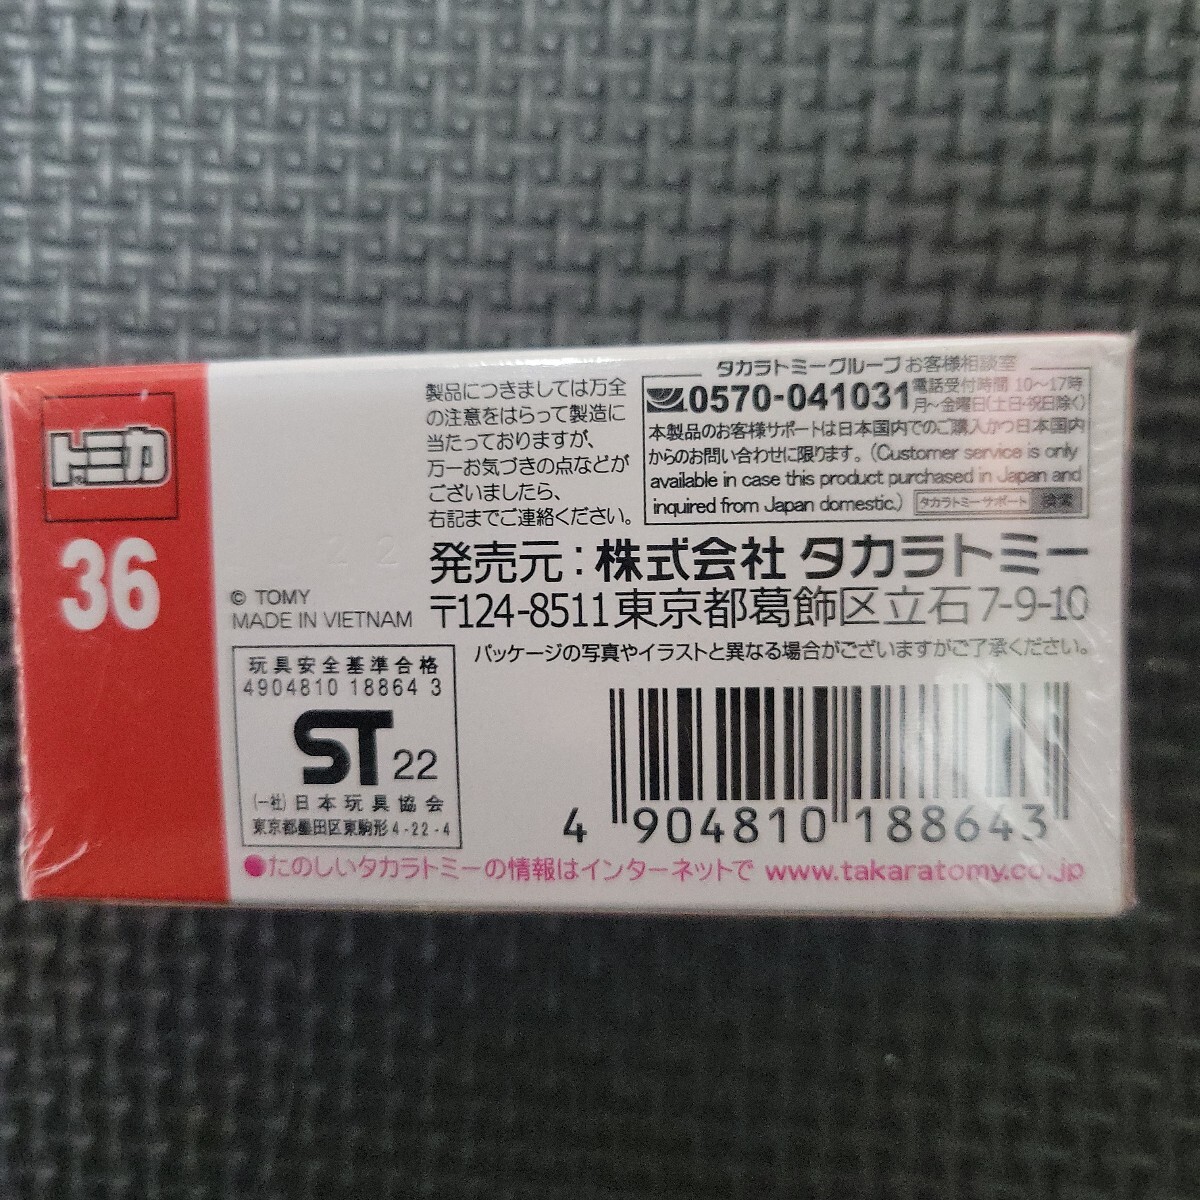 トミカ
36
製品につきましては万全
の注意をはらって製造に
当たっておりますが、
万一お気づきの点などが
ございましたら、
右記までご連絡ください。
タカラトミーグループ お客様相談室
0570-041031 電話受付時間 10〜17時
月〜金曜日(土日・祝日除く)
本製品のお客様サポートは日本国内でのご購入かつ日本国内
からのお問い合わせに限ります。(Customer service is only
available in case this product purchased in Japan and
inquired from Japan domestic.) タカラトミーサポート 検索
発売元:株式会社 タカラトミー
〒124-8511 東京都葛飾区立石7-9-10
© TOMY
MADE IN VIETNAM
パッケージの写真やイラストと異なる場合がございますがご了承ください。
玩具安全基準合格
4904810 18864 3
ST 22
(一社)日本玩具協会
東京都墨田区東駒形4-22-4
4 904810 188643
●たのしいタカラトミーの情報はインターネットで www.takaratomy.co.jp